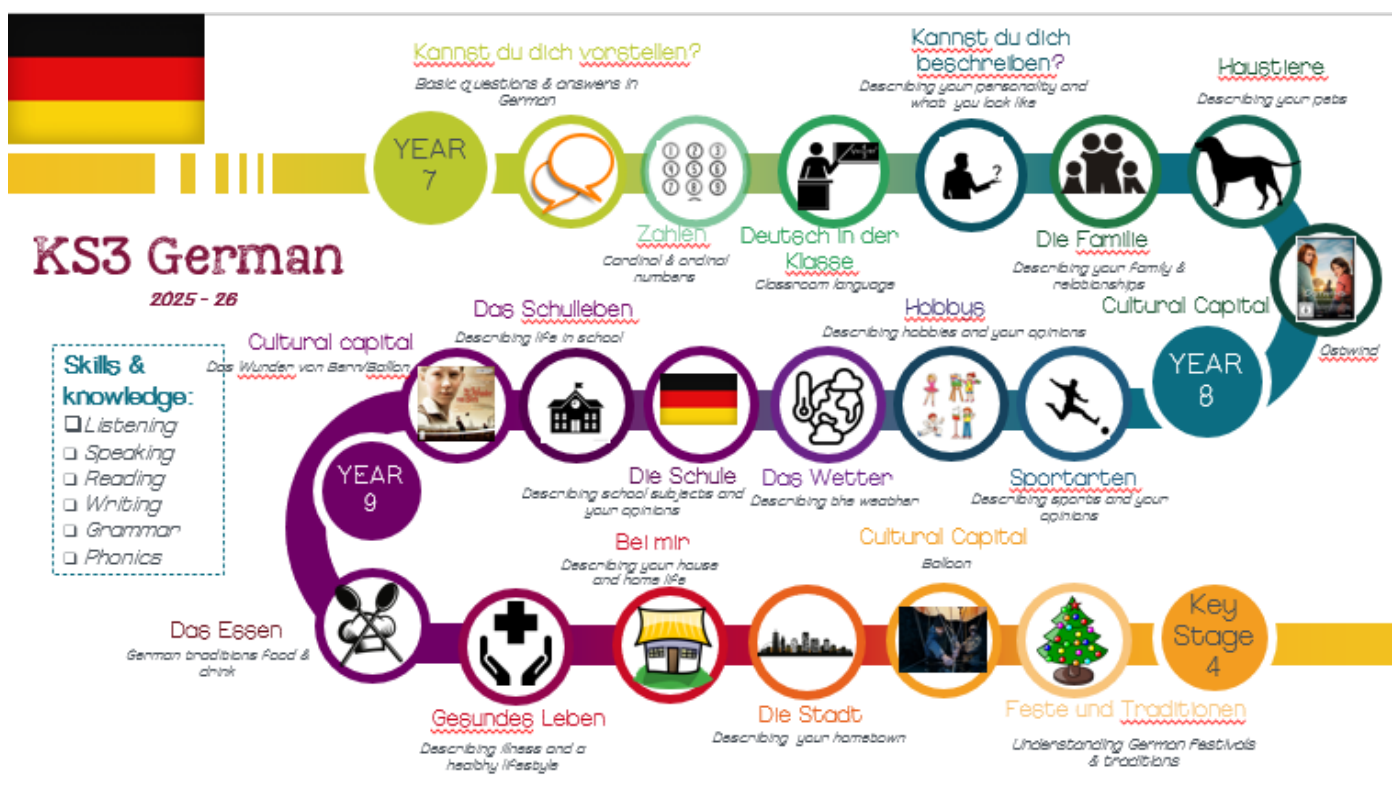 Kannst du dich vorstellen?
Basic questions & answers in
German
Kannst du dich
beschreiben?
Describing your personality and
what you look like
Haustiere
Describing your pets
YEAR
7
Zahlen
Cardinal & ordinal
numbers
Deutsch in der
Klasse
Classroom language
Die Familie
Describing your family &
relationships
Cultural Capital
Ostwind
KS3 German
2025 - 26
YEAR
8
Hobbys
Describing hobbies and your opinions
Das Schulleben
Describing life in school
Cultural capital
Das Wunder von Bern/Ballon
Sportarten
Describing sports and your
opinions
Das Wetter
Describing the weather
Die Schule
Describing school subjects and
your opinions
Skills &
knowledge:
Listening
Speaking
Reading
Writing
Grammar
Phonics
YEAR
9
Das Essen
German traditions food &
drink
Gesundes Leben
Describing illness and a
healthy lifestyle
Bei mir
Describing your house
and home life
Die Stadt
Describing your hometown
Cultural Capital
Balloon
Feste und Traditionen
Understanding German Festivals
& traditions
Key
Stage
4